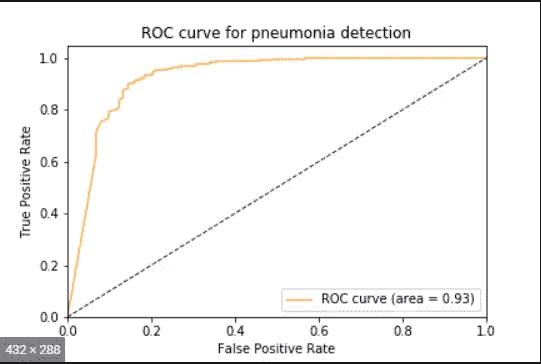 ROC curve for pneumonia detection
1.0
0.8
0.6
0.4
0.2
0.0
True Positive Rate
ROC curve (area = 0.93)
0.0 0.2 0.4 0.6 0.8 1.0
False Positive Rate
432 × 288